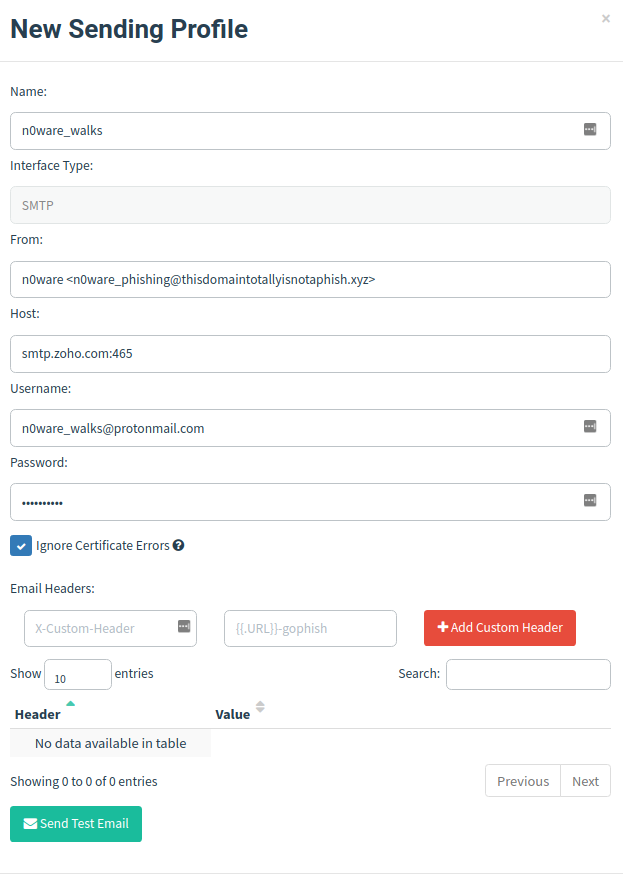 New Sending Profile
×
Name:
n0ware_walks
Interface Type:
SMTP
From:
n0ware <n0ware_phishing@thisdomaintotallyisnotaphish.xyz>
Host:
smtp.zoho.com:465
Username:
n0ware_walks@protonmail.com
Password:
••••••••••
Ignore Certificate Errors ?
Email Headers:
X-Custom-Header {{.URL}}-gophish + Add Custom Header
Show 10 entries Search:
Header Value
No data available in table
Showing 0 to 0 of 0 entries Previous Next
Send Test Email